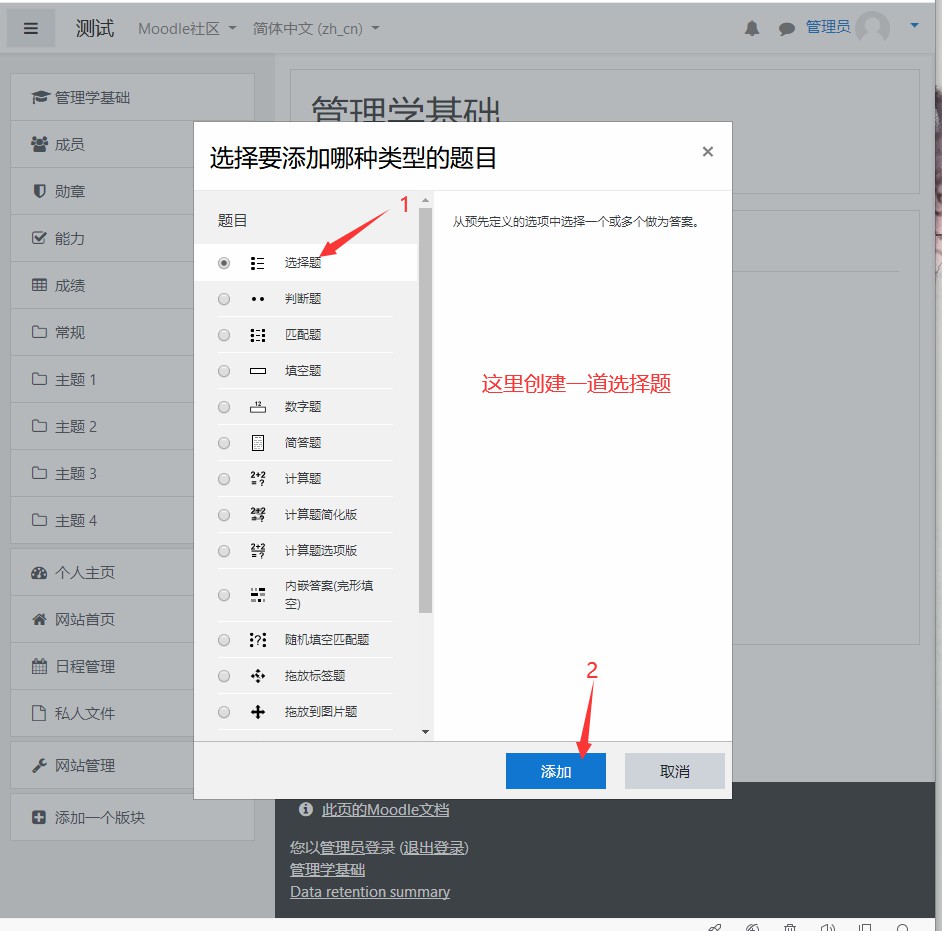 测试
Moodle社区
简体中文 (zh_cn)
管理员
管理学基础
成员
勋章
能力
成绩
常规
主题 1
主题 2
主题 3
主题 4
个人主页
网站首页
日程管理
私人文件
网站管理
添加一个版块
管理学基础
选择要添加哪种类型的题目
×
1
题目
选择题
判断题
匹配题
填空题
12
数字题
简答题
2+2
=?
计算题
2+2
=?
计算题简化版
2+2
=?
计算题选项版
内嵌答案(完形填
空)
随机填空匹配题
拖放标签题
拖放到图片题
从预先定义的选项中选择一个或多个做为答案。
这里创建一道选择题
2
添加
取消
此页的Moodle文档
您以管理员登录 (退出登录)
管理学基础
Data retention summary